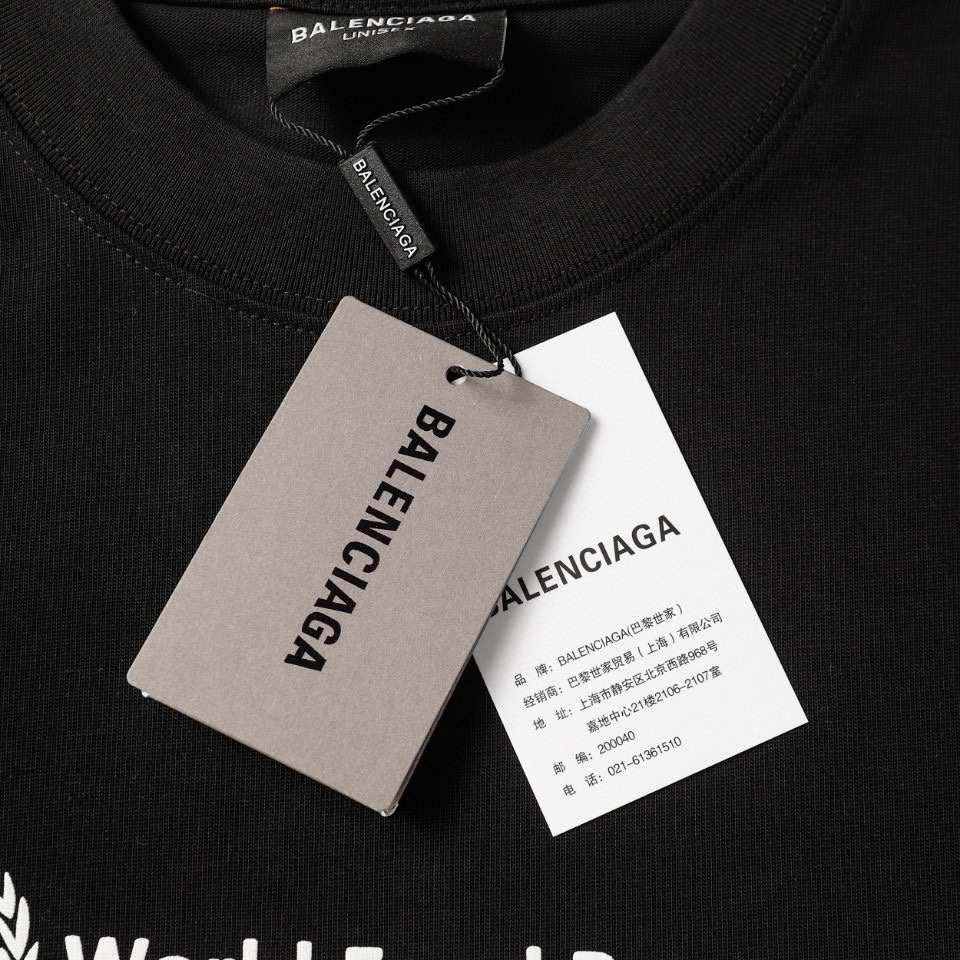 BALENCIAGA
UNISEX
BALENCIAGA
BALENCIAGA
BALENCIAGA
品 牌：BALENCIAGA(巴黎世家）
经销商：巴黎世家贸易（上海）有限公司
地 址：上海市静安区北京西路968号
嘉地中心21楼2106-2107室
邮 编：200040
电 话：021-61361510
World Food